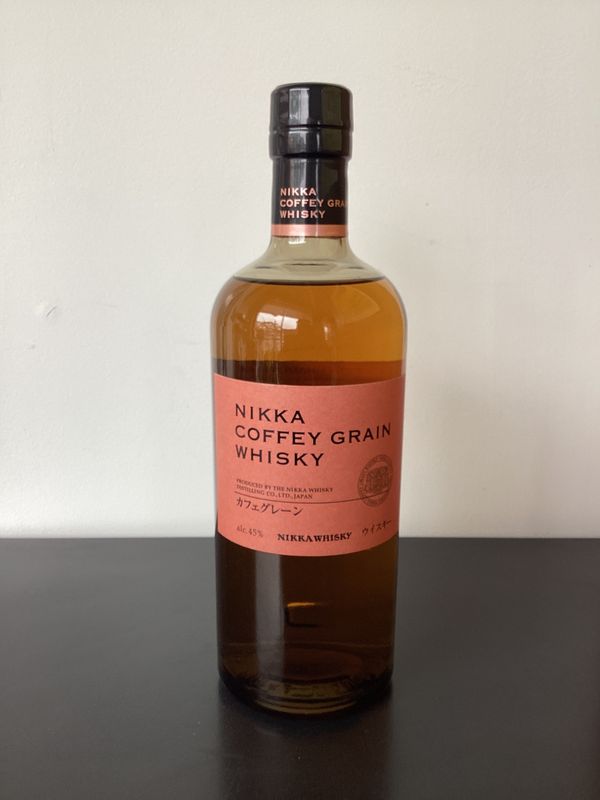 NIKKA
COFFEY GRAIN
WHISKY
NIKKA
COFFEY GRAIN
WHISKY
PRODUCED BY THE NIKKA WHISKY
DISTILLING CO., LTD., JAPAN
カフェグレーン
alc. 45% NIKKA WHISKY ウイスキー